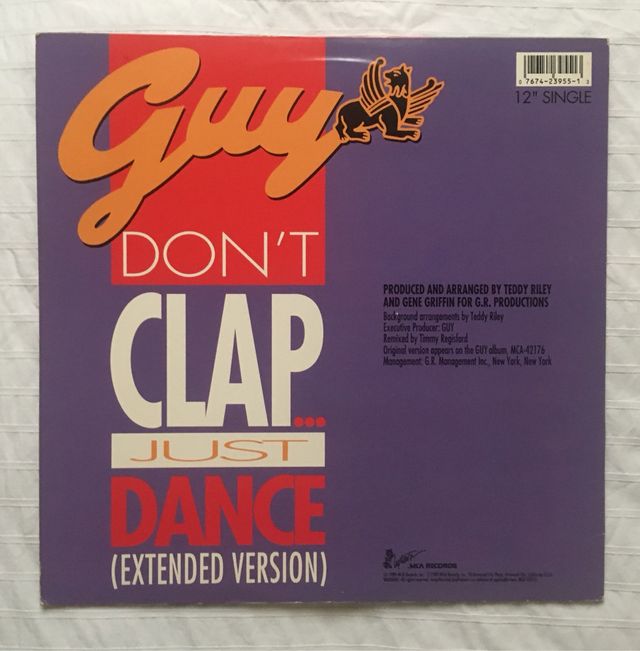 Guy
0 7674-23955-1 3
12" SINGLE
DON'T
CLAP...
JUST
DANCE
(EXTENDED VERSION)
PRODUCED AND ARRANGED BY TEDDY RILEY
AND GENE GRIFFIN FOR G.R. PRODUCTIONS
Background arrangements by Teddy Riley
Executive Producer: GUY
Remixed by Timmy Regisford
Original version appears on the GUY album, MCA-42176
Management: G.R. Management Inc., New York, New York
MCA RECORDS